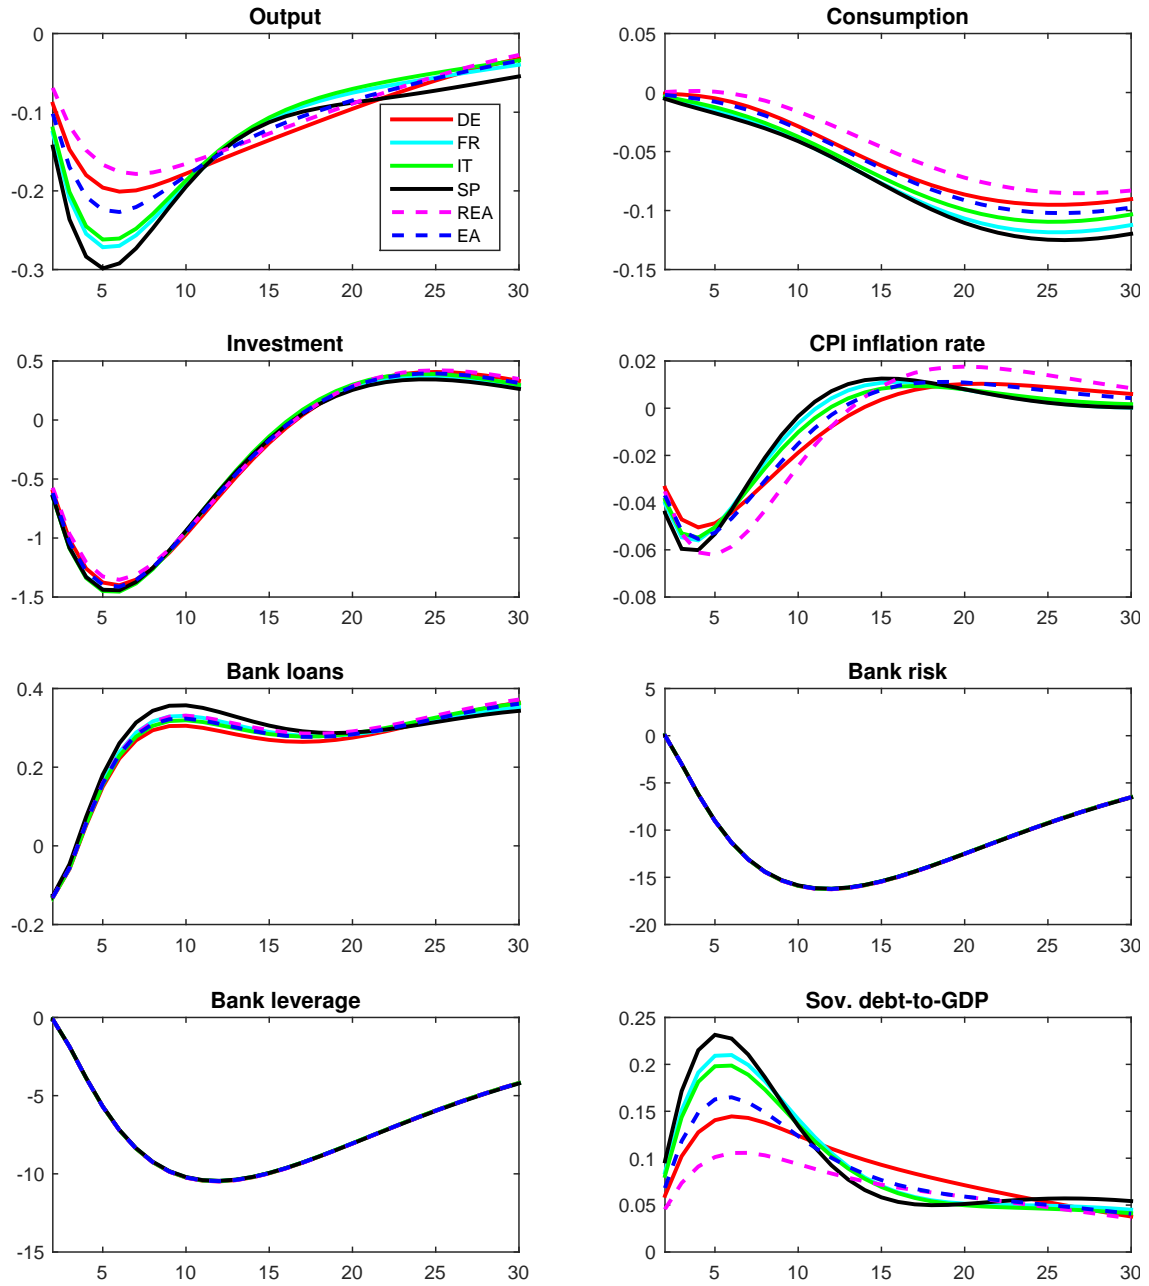 Output
0
-0.1
-0.2
-0.3
5 10 15 20 25 30
DE
FR
IT
SP
REA
EA
Consumption
0.05
0
-0.05
-0.1
-0.15
5 10 15 20 25 30
Investment
0.5
0
-0.5
-1
-1.5
5 10 15 20 25 30
CPI inflation rate
0.02
0
-0.02
-0.04
-0.06
-0.08
5 10 15 20 25 30
Bank loans
0.4
0.2
0
-0.2
5 10 15 20 25 30
Bank risk
5
0
-5
-10
-15
-20
5 10 15 20 25 30
Bank leverage
0
-5
-10
-15
5 10 15 20 25 30
Sov. debt-to-GDP
0.25
0.2
0.15
0.1
0.05
0
5 10 15 20 25 30